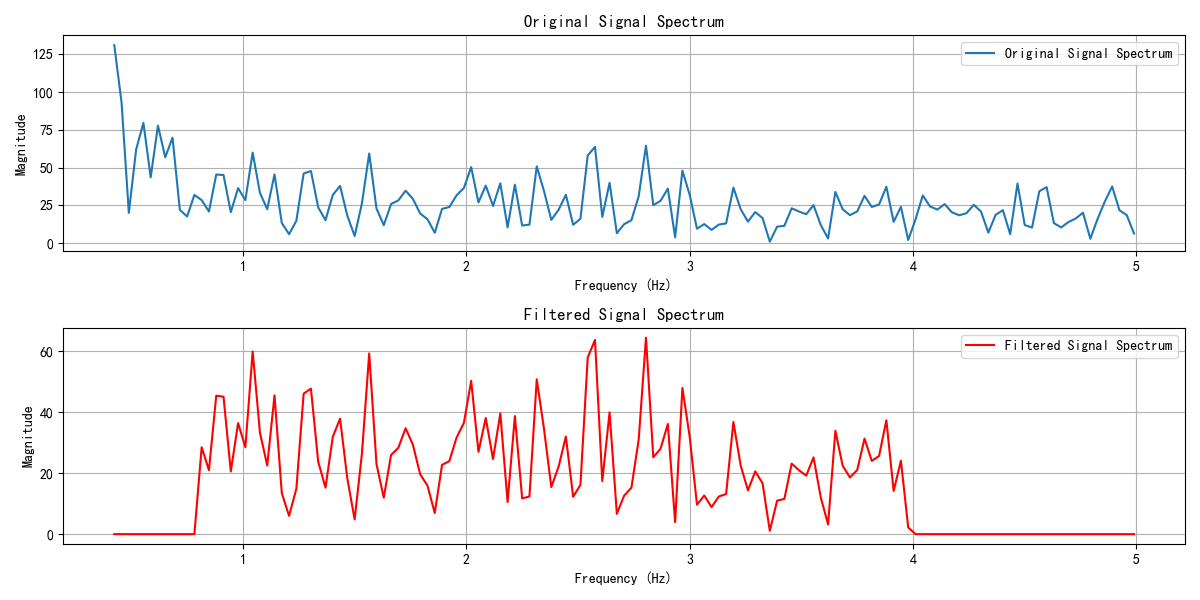 Original Signal Spectrum
Original Signal Spectrum
Magnitude
125
100
75
50
25
0
1 2 3 4 5
Frequency (Hz)
Filtered Signal Spectrum
Filtered Signal Spectrum
Magnitude
60
40
20
0
1 2 3 4 5
Frequency (Hz)